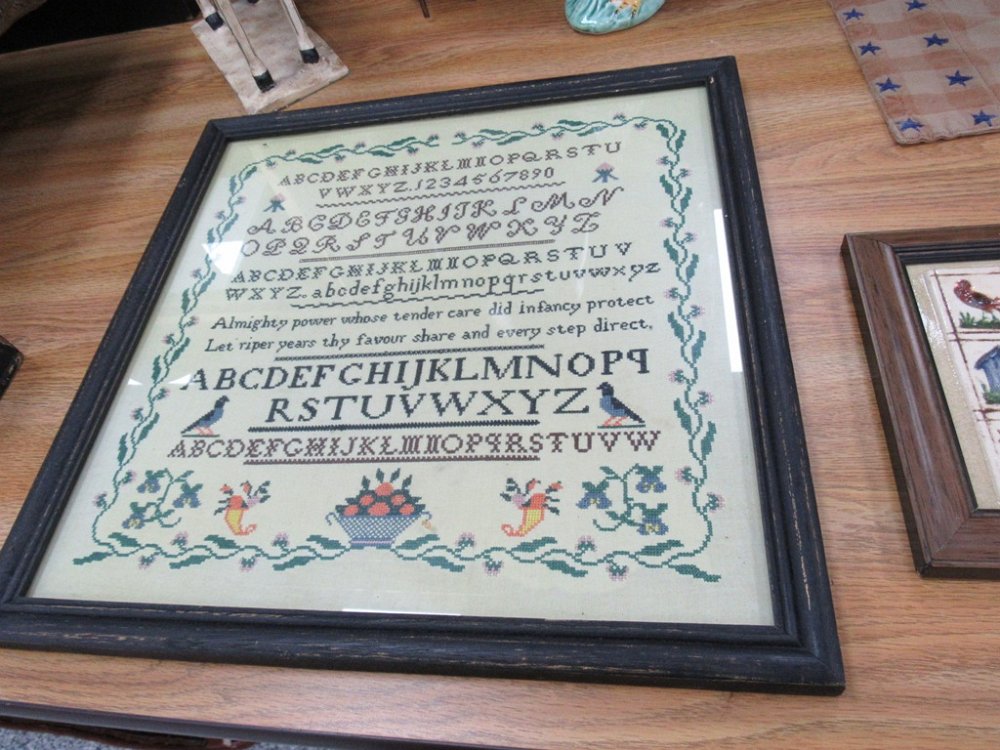 ABCDEFGHIJKLMNOPQRSTU
VWXYZ.1234567890
ABCDEFGHIJKLMN
OPQRSTUVWXYZ
ABCDEFGHIJKLMNOPQRSTUV
WXYZ.abcdefghijklmnopqrstuvwxyz
Almighty power whose tender care did Infancy protect
Let riper years thy favour share and every step direct.
ABCDEFGHIJKLMNOPq
RSTUVWXYZ
ABCDEFGHIJKLMNOPqRSTUVW